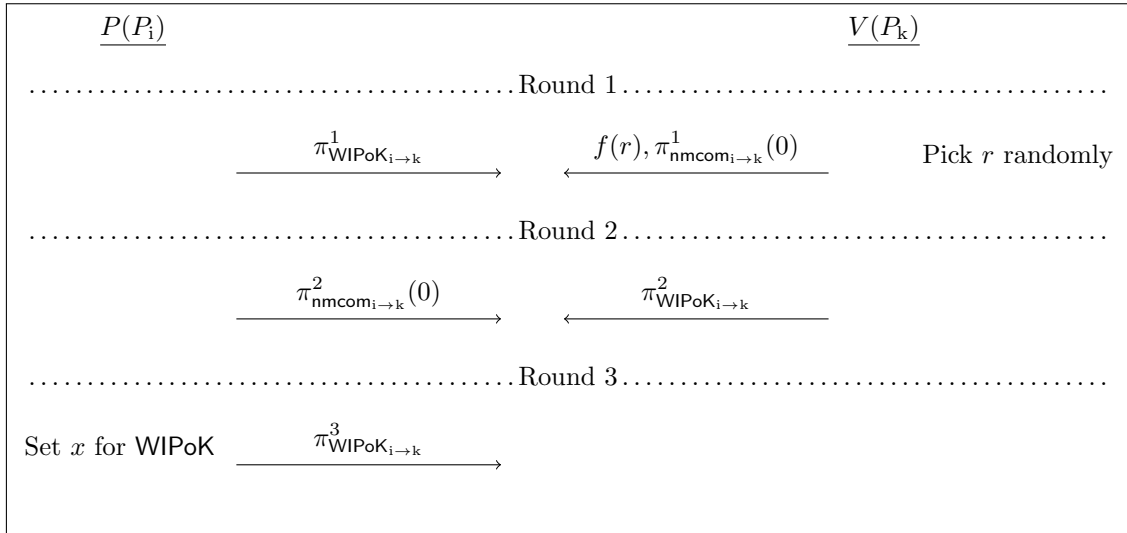 P(P_i) V(P_k)
........Round 1........
π^1_{WIPoK_{i→k}} f(r), π^1_{nmcom_{i→k}}(0) Pick r randomly
........Round 2........
π^2_{nmcom_{i→k}}(0) π^2_{WIPoK_{i→k}}
........Round 3........
Set x for WIPoK π^3_{WIPoK_{i→k}}